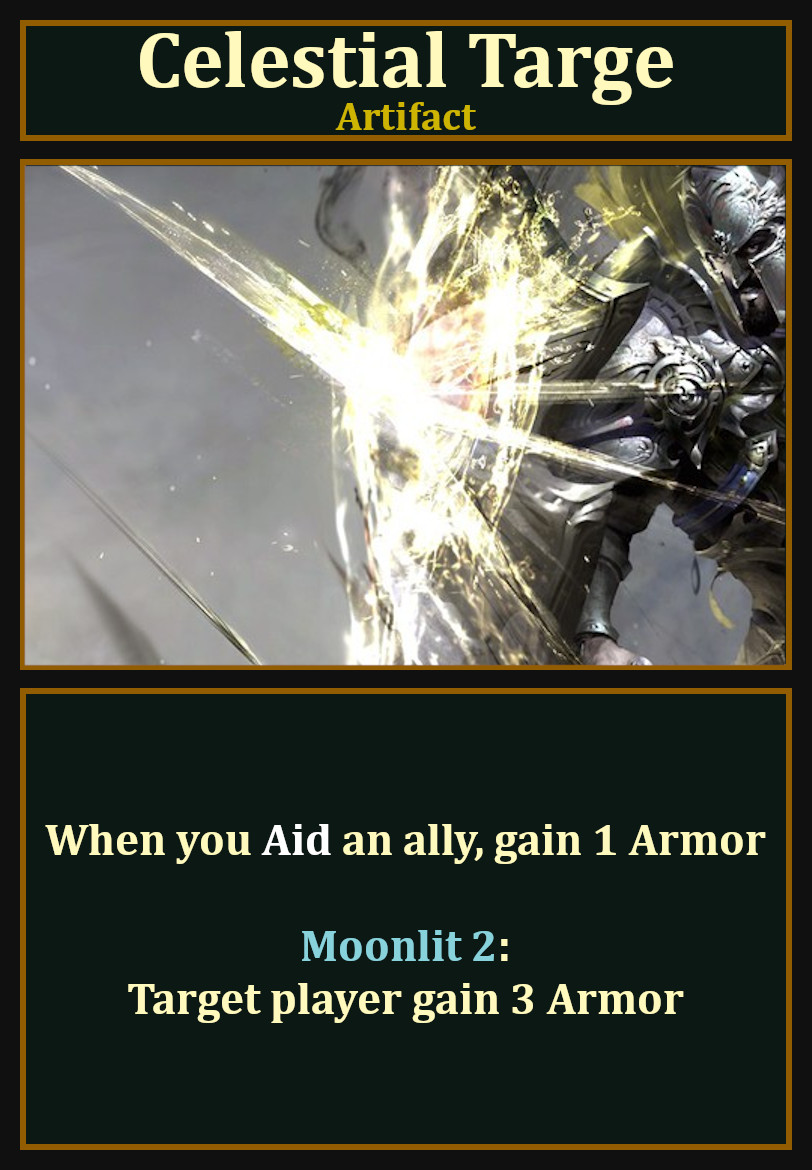 Celestial Targe
Artifact
When you Aid an ally, gain 1 Armor
Moonlit 2:
Target player gain 3 Armor